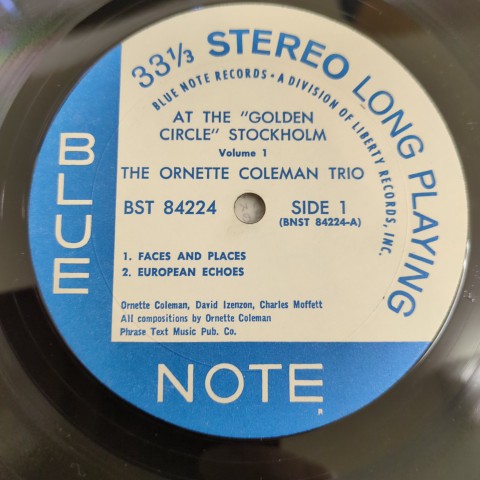 33⅓ STEREO LONG PLAYING
BLUE NOTE RECORDS • A DIVISION OF LIBERTY RECORDS, INC.
AT THE "GOLDEN
CIRCLE" STOCKHOLM
Volume 1
THE ORNETTE COLEMAN TRIO
BST 84224
SIDE 1
(BNST 84224-A)
1. FACES AND PLACES
2. EUROPEAN ECHOES
Ornette Coleman, David Izenzon, Charles Moffett
All compositions by Ornette Coleman
Phrase Text Music Pub. Co.
BLUE
NOTE
R